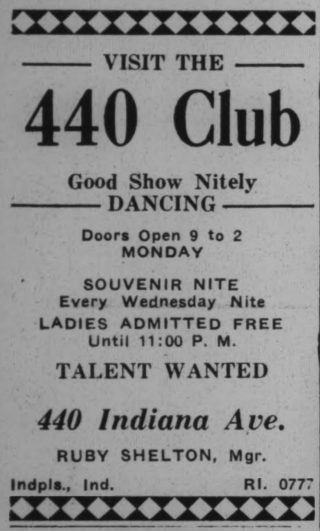 VISIT THE
440 Club
Good Show Nitely
DANCING
Doors Open 9 to 2
MONDAY
SOUVENIR NITE
Every Wednesday Nite
LADIES ADMITTED FREE
Until 11:00 P. M.
TALENT WANTED
440 Indiana Ave.
RUBY SHELTON, Mgr.
Indpls., Ind. RI. 0777